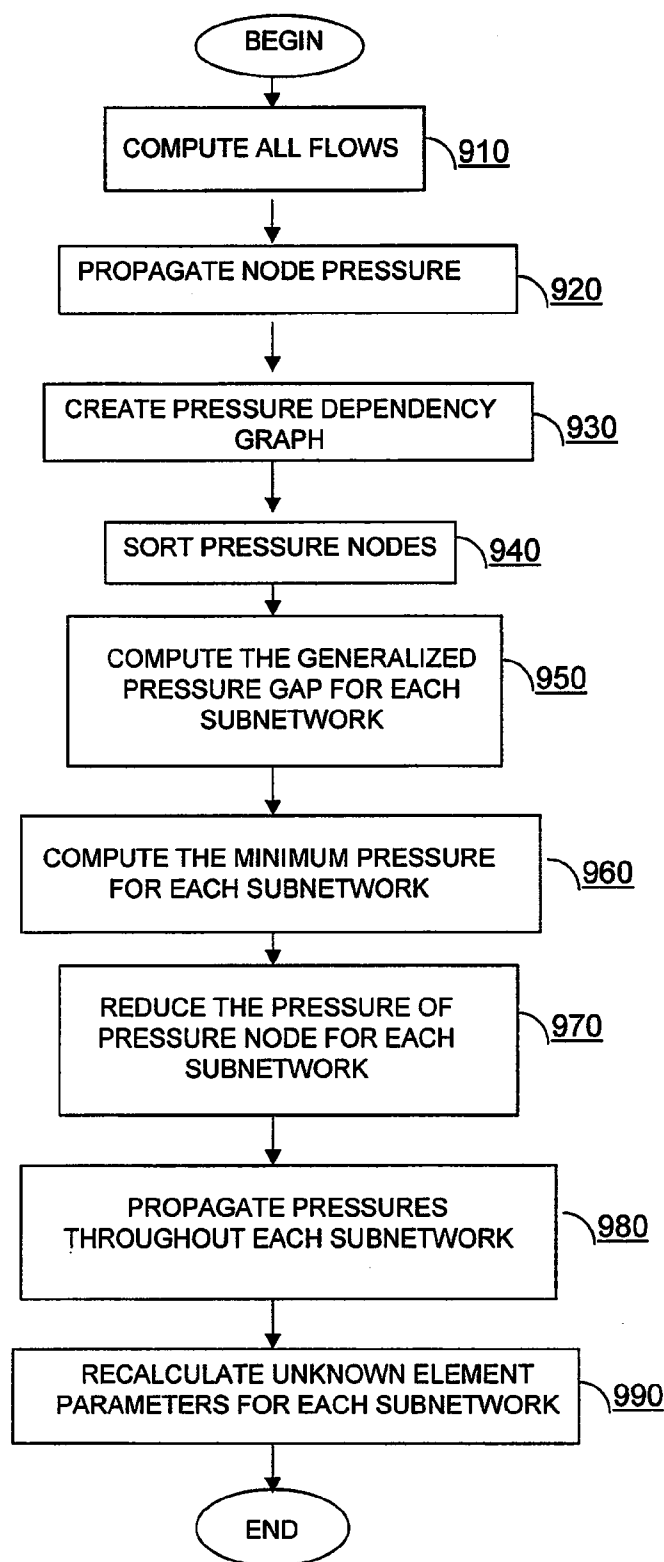 BEGIN
COMPUTE ALL FLOWS
910
PROPAGATE NODE PRESSURE
920
CREATE PRESSURE DEPENDENCY
GRAPH
930
SORT PRESSURE NODES
940
COMPUTE THE GENERALIZED
PRESSURE GAP FOR EACH
SUBNETWORK
950
COMPUTE THE MINIMUM PRESSURE
FOR EACH SUBNETWORK
960
REDUCE THE PRESSURE OF
PRESSURE NODE FOR EACH
SUBNETWORK
970
PROPAGATE PRESSURES
THROUGHOUT EACH SUBNETWORK
980
RECALCULATE UNKNOWN ELEMENT
PARAMETERS FOR EACH SUBNETWORK
990
END